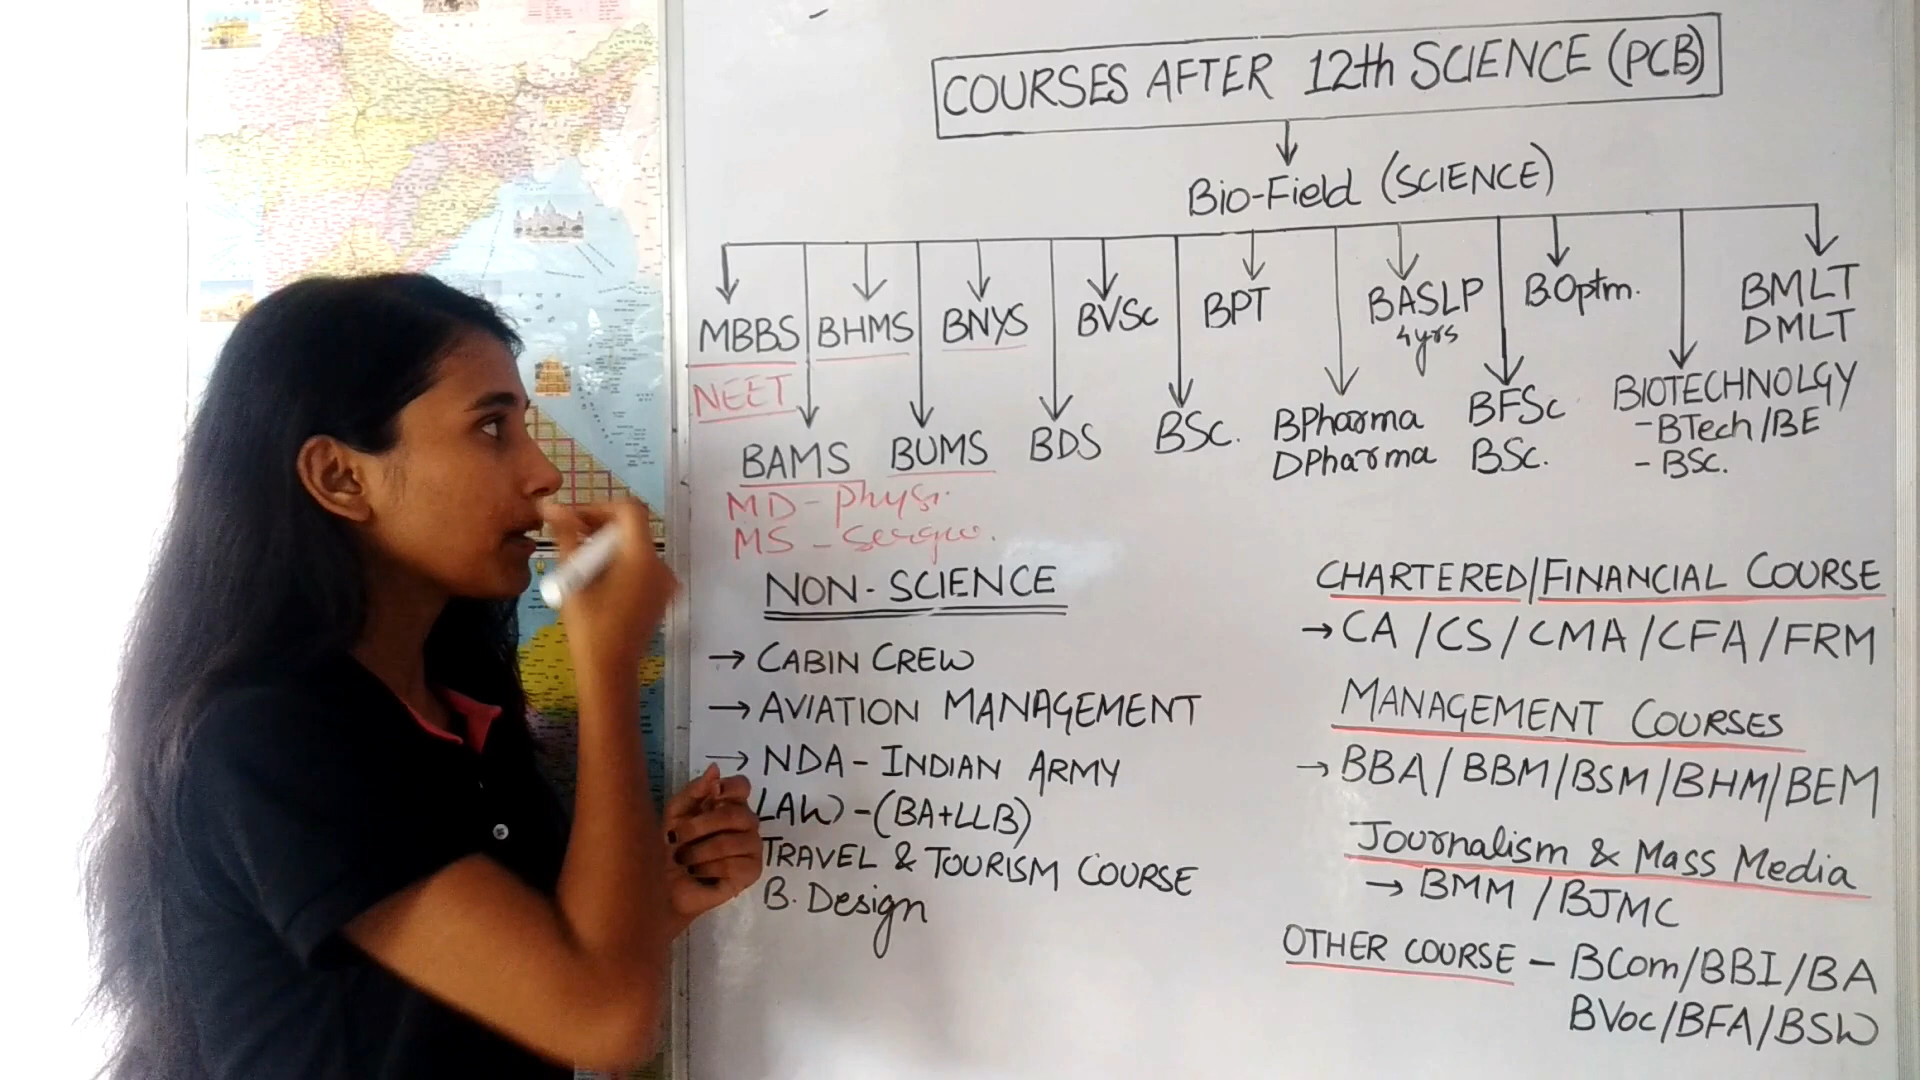 COURSES AFTER 12th SCIENCE (PCB)
Bio-Field (SCIENCE)
MBBS BHMS BNYS BVSc BPT BASLP B.Optm. BMLT
4yrs DMLT
NEET
BAMS BUMS BDS BSc. BPharma BFSc BIOTECHNOLGY
DPharma BSc. -BTech/BE
-BSc.
MD-Physi.
MS-
NON-SCIENCE
→ CABIN CREW
→ AVIATION MANAGEMENT
→ NDA-INDIAN ARMY
LAW-(BA+LLB)
TRAVEL & TOURISM COURSE
B. Design
CHARTERED/FINANCIAL COURSE
→ CA/CS/CMA/CFA/FRM
MANAGEMENT COURSES
→ BBA/BBM/BSM/BHM/BEM
Journalism & Mass Media
→ BMM/BJMC
OTHER COURSE - BCom/BBI/BA
BVoc/BFA/BSW